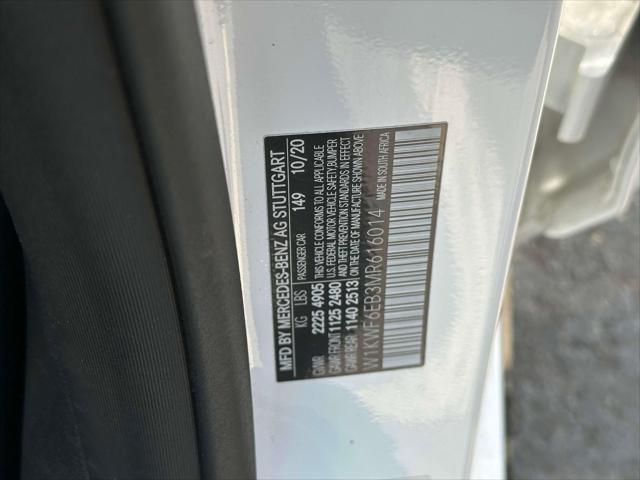 MFD BY MERCEDES-BENZ AG STUTTGART
PASSENGER CAR 149 10/20
KG LBS THIS VEHICLE CONFORMS TO ALL APPLICABLE
GVWR 2225 4905 U.S. FEDERAL MOTOR VEHICLE SAFETY, BUMPER
GAWR FRONT 1125 2480 AND THEFT PREVENTION STANDARDS IN EFFECT
GAWR REAR 1140 2513 ON THE DATE OF MANUFACTURE SHOWN ABOVE
W1KWF6EB3MR616014 MADE IN SOUTH AFRICA